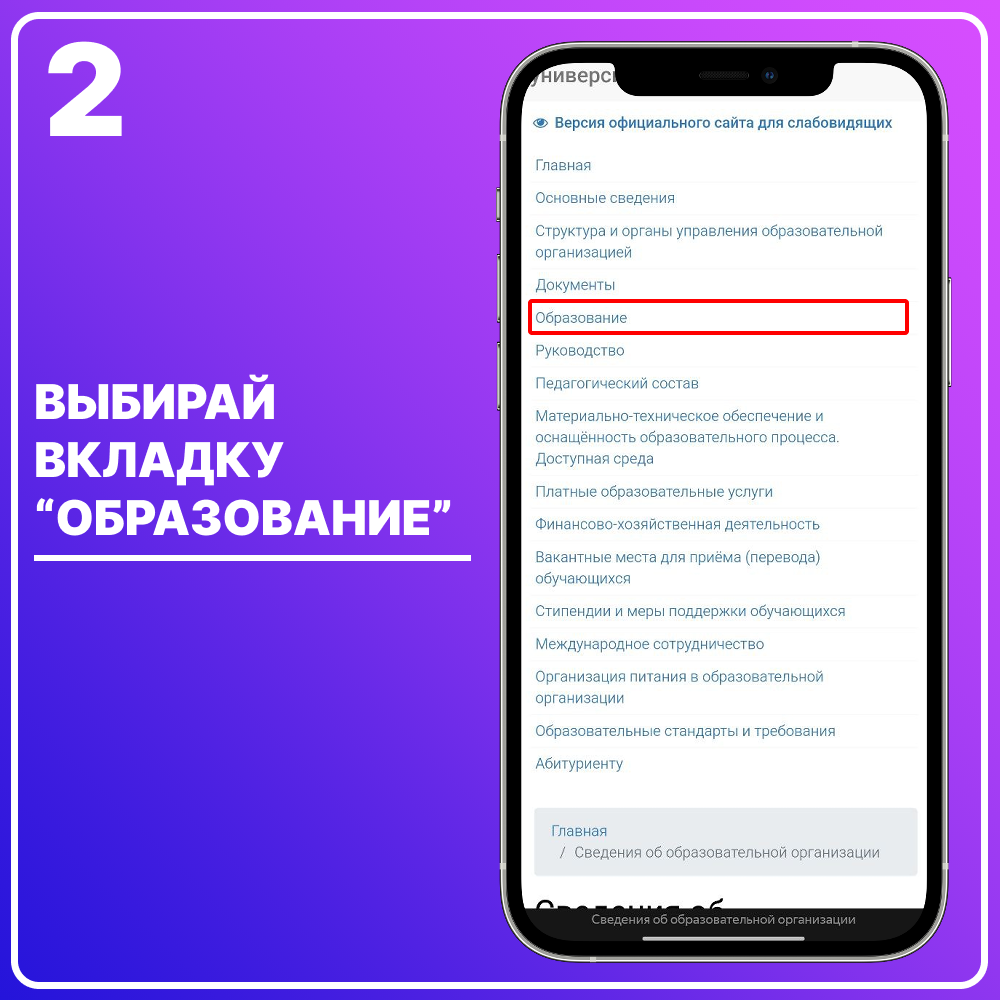 2
ВЫБИРАЙ
ВКЛАДКУ
“ОБРАЗОВАНИЕ”
Версия официального сайта для слабовидящих
Главная
Основные сведения
Структура и органы управления образовательной
организацией
Документы
Образование
Руководство
Педагогический состав
Материально-техническое обеспечение и
оснащённость образовательного процесса.
Доступная среда
Платные образовательные услуги
Финансово-хозяйственная деятельность
Вакантные места для приёма (перевода)
обучающихся
Стипендии и меры поддержки обучающихся
Международное сотрудничество
Организация питания в образовательной
организации
Образовательные стандарты и требования
Абитуриенту
Главная
/ Сведения об образовательной организации
Сведения об
Сведения об образовательной организации